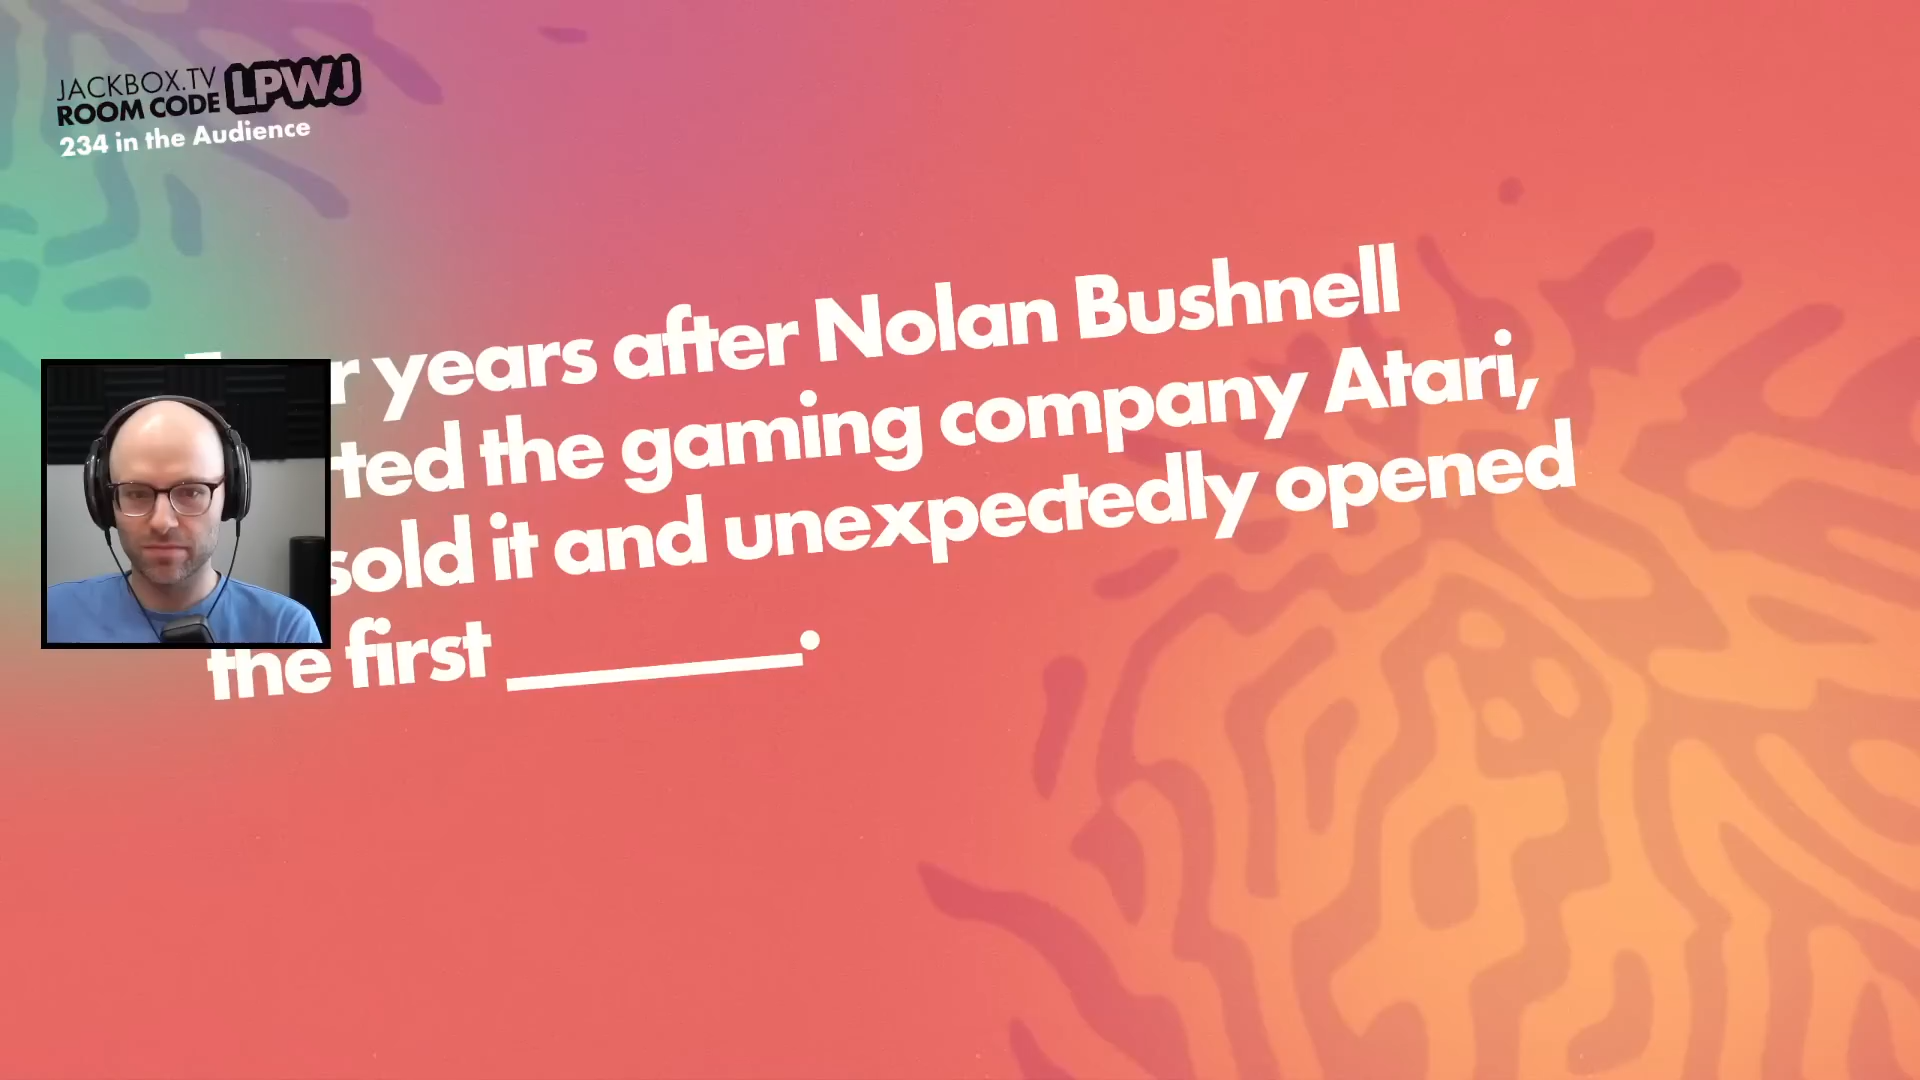 JACKBOX.TV
ROOM CODE LPWJ
234 in the Audience
years after Nolan Bushnell
the gaming company Atari,
sold it and unexpectedly opened
the first ________.